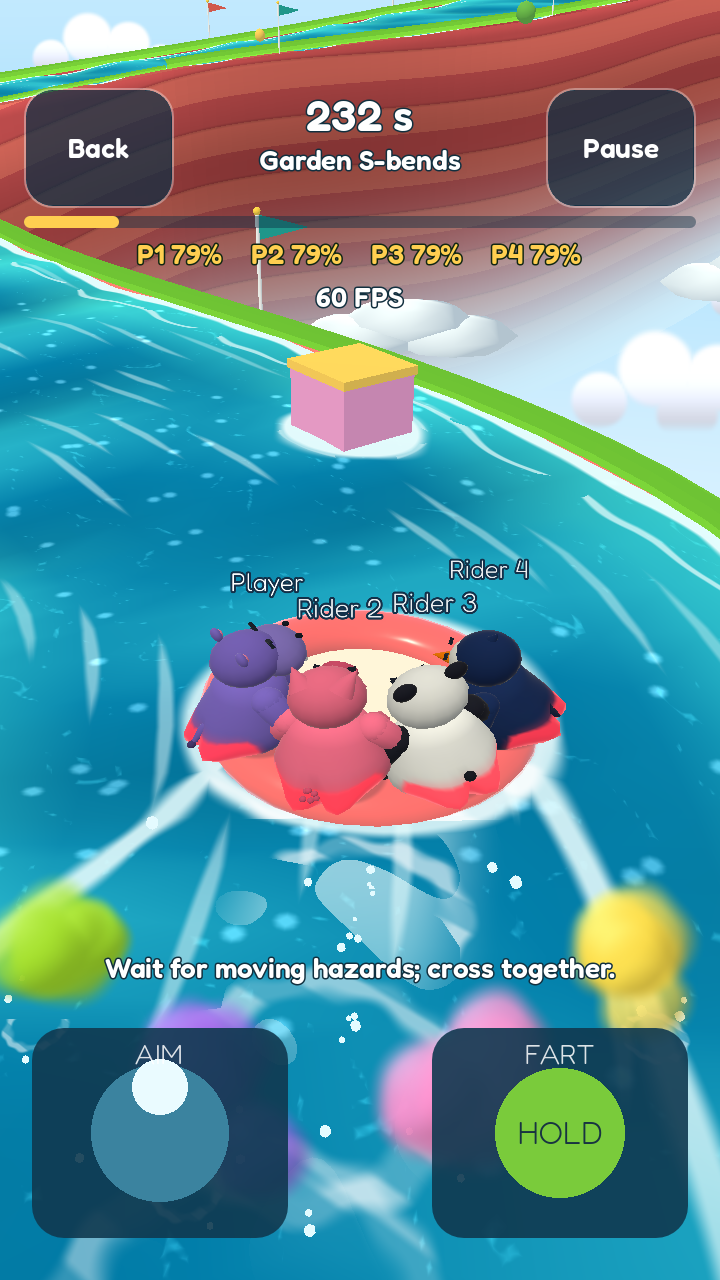 Back
232 s
Garden S-bends
Pause
P1 79% P2 79% P3 79% P4 79%
60 FPS
Rider 4
Player
Rider 2
Rider 3
Wait for moving hazards; cross together.
AIM
FART
HOLD